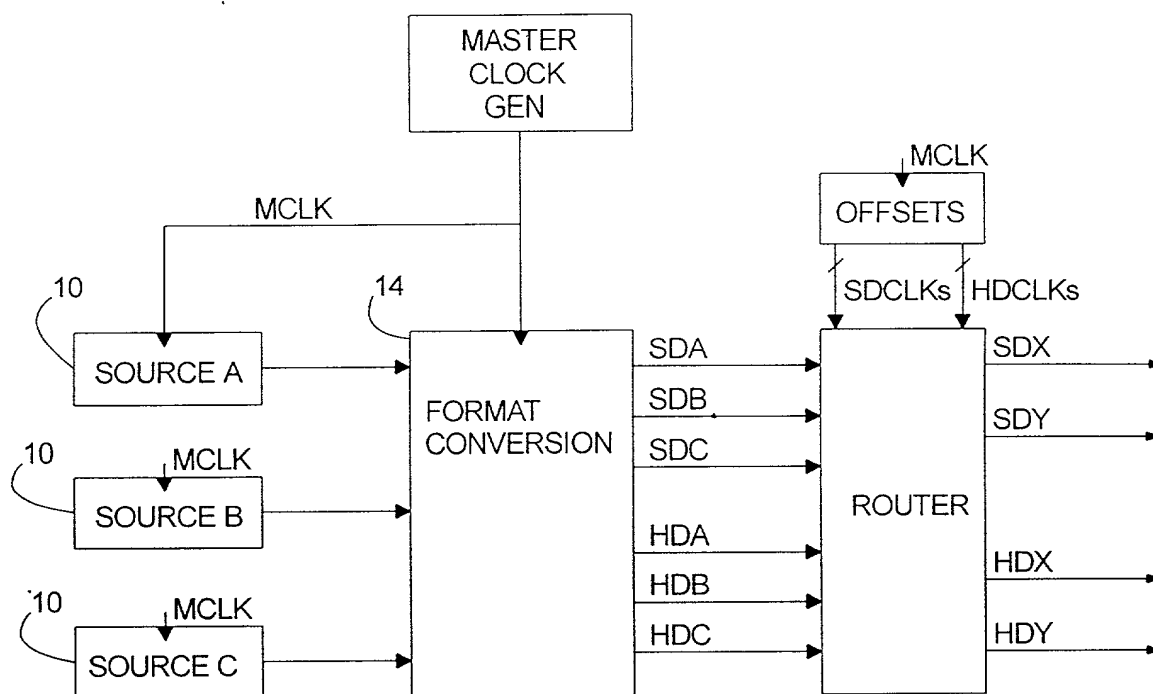 MASTER
CLOCK
GEN
MCLK
MCLK
OFFSETS
SDCLKs
HDCLKs
10
14
SOURCE A
SDA
SDX
SDB
FORMAT
CONVERSION
SDY
10
MCLK
SDC
SOURCE B
ROUTER
HDA
HDX
10
MCLK
HDB
HDC
HDY
SOURCE C